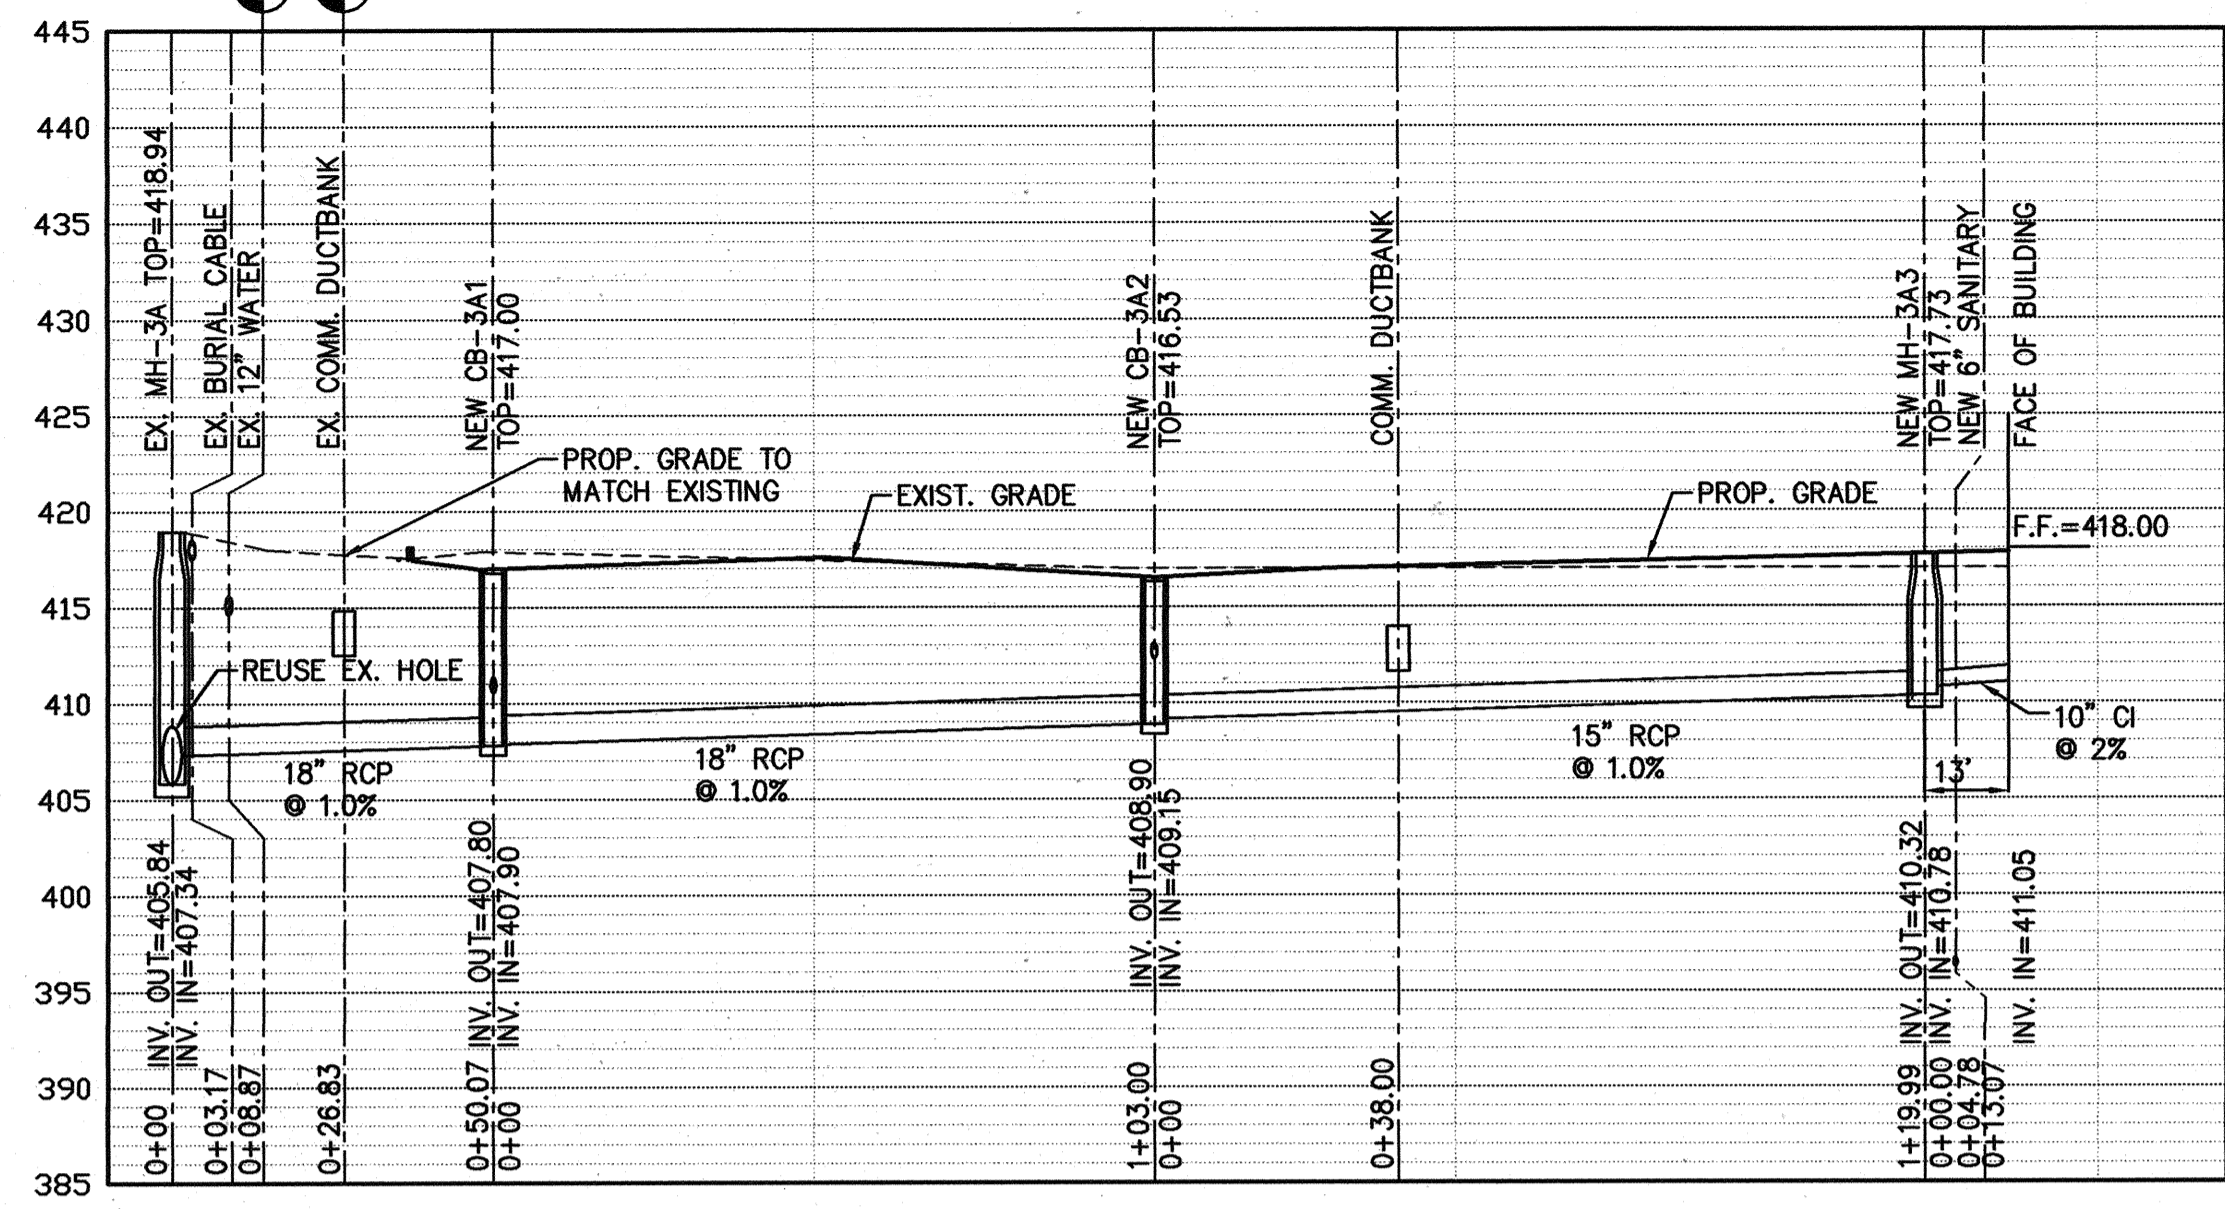 445
440
435
430
425
420
415
410
405
400
395
390
385
EX. MH-3A TOP=418.94
EX. BURIAL CABLE
EX. 12" WATER
EX. COMM. DUCTBANK
NEW CB-3A1
TOP=417.00
NEW CB-3A2
TOP=416.53
COMM. DUCTBANK
NEW MH-3A3
TOP=417.73
NEW 6" SANITARY
FACE OF BUILDING
PROP. GRADE TO
MATCH EXISTING
EXIST. GRADE
PROP. GRADE
F.F.=418.00
REUSE EX. HOLE
18" RCP
@ 1.0%
18" RCP
@ 1.0%
15" RCP
@ 1.0%
10" CI
@ 2%
13'
INV. OUT=405.84
INV. IN=407.34
INV. OUT=407.80
INV. IN=407.90
INV. OUT=408.90
INV. IN=409.15
INV. OUT=410.32
INV. IN=410.78
INV. IN=411.05
0+00
0+03.17
0+08.87
0+26.83
0+50.07
0+00
1+03.00
0+00
0+38.00
1+19.99
0+00.00
0+04.78
0+13.07